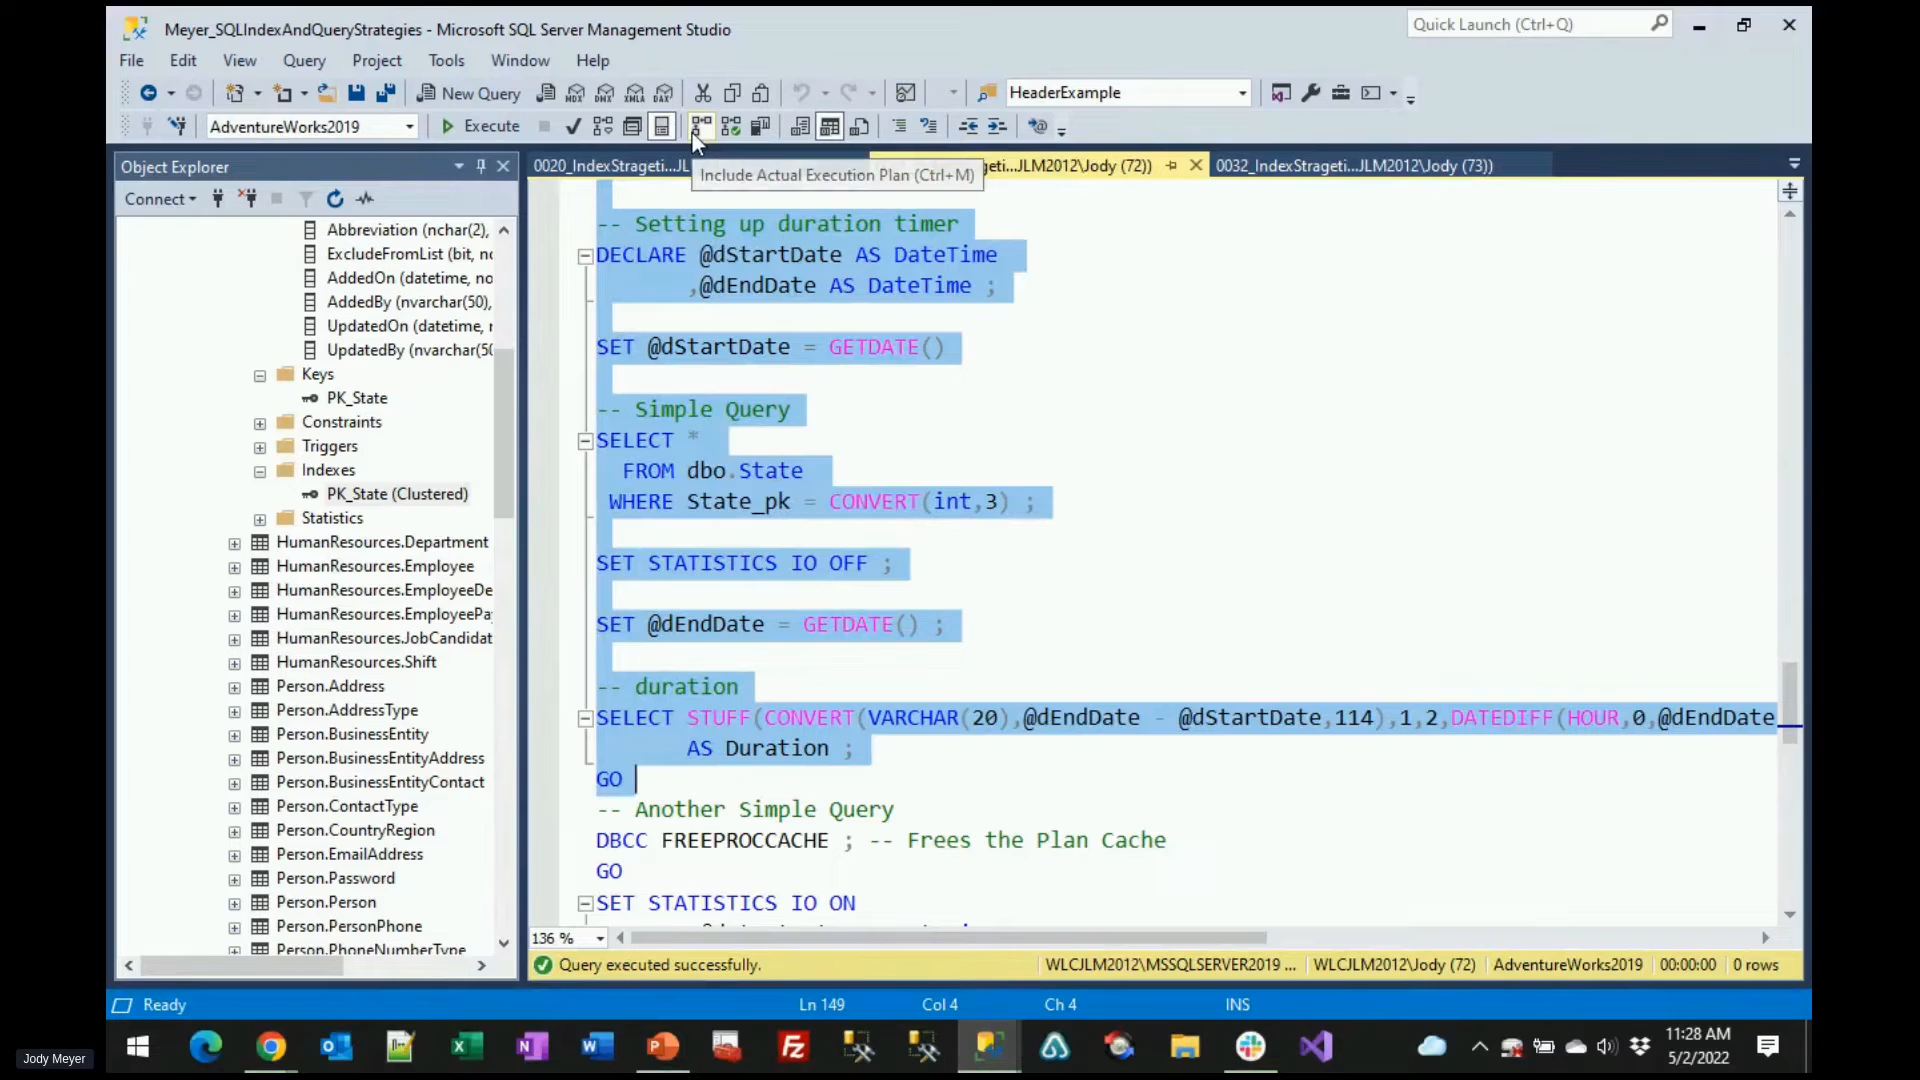 Meyer_SQLIndexAndQueryStrategies - Microsoft SQL Server Management Studio
Quick Launch (Ctrl+Q)
File Edit View Query Project Tools Window Help
New Query
MDX DMX XMLA DAX
HeaderExample
AdventureWorks2019
Execute
Object Explorer
0020_IndexStrageti...JL
geti...JLM2012\Jody (72))
0032_IndexStrageti...JLM2012\Jody (73))
Include Actual Execution Plan (Ctrl+M)
Connect
Abbreviation (nchar(2),
ExcludeFromList (bit, no
AddedOn (datetime, no
AddedBy (nvarchar(50),
UpdatedOn (datetime, r
UpdatedBy (nvarchar(50
Keys
PK_State
Constraints
Triggers
Indexes
PK_State (Clustered)
Statistics
HumanResources.Department
HumanResources.Employee
HumanResources.EmployeeDe
HumanResources.EmployeePa
HumanResources.JobCandidat
HumanResources.Shift
Person.Address
Person.AddressType
Person.BusinessEntity
Person.BusinessEntityAddress
Person.BusinessEntityContact
Person.ContactType
Person.CountryRegion
Person.EmailAddress
Person.Password
Person.Person
Person.PersonPhone
Person.PhoneNumberType
-- Setting up duration timer
DECLARE @dStartDate AS DateTime
,@dEndDate AS DateTime ;
SET @dStartDate = GETDATE()
-- Simple Query
SELECT *
FROM dbo.State
WHERE State_pk = CONVERT(int,3) ;
SET STATISTICS IO OFF ;
SET @dEndDate = GETDATE() ;
-- duration
SELECT STUFF(CONVERT(VARCHAR(20),@dEndDate - @dStartDate,114),1,2,DATEDIFF(HOUR,0,@dEndDate
AS Duration ;
GO
-- Another Simple Query
DBCC FREEPROCCACHE ; -- Frees the Plan Cache
GO
SET STATISTICS IO ON
136 %
Query executed successfully.
WLCJLM2012\MSSQLSERVER2019 ...
WLCJLM2012\Jody (72)
AdventureWorks2019
00:00:00
0 rows
Ready
Ln 149
Col 4
Ch 4
INS
11:28 AM
5/2/2022
Jody Meyer